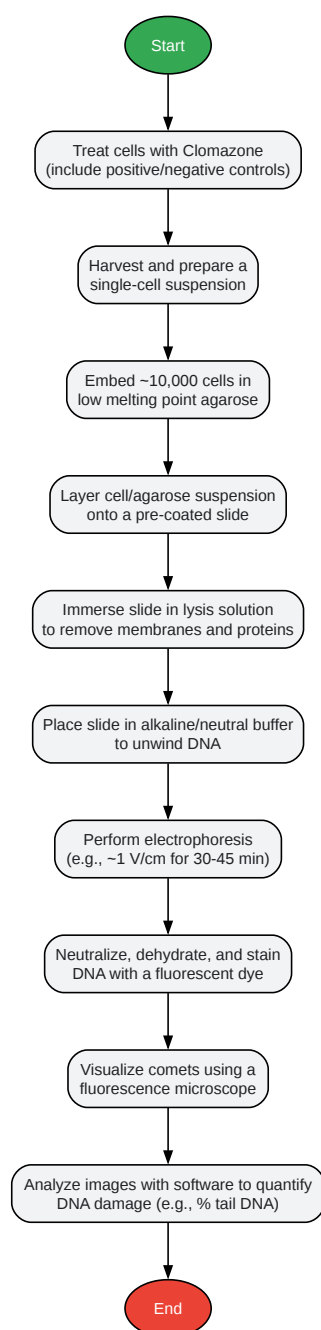 Start
Treat cells with Clomazone
(include positive/negative controls)
Harvest and prepare a
single-cell suspension
Embed ~10,000 cells in
low melting point agarose
Layer cell/agarose suspension
onto a pre-coated slide
Immerse slide in lysis solution
to remove membranes and proteins
Place slide in alkaline/neutral buffer
to unwind DNA
Perform electrophoresis
(e.g., ~1 V/cm for 30-45 min)
Neutralize, dehydrate, and stain
DNA with a fluorescent dye
Visualize comets using a
fluorescence microscope
Analyze images with software to quantify
DNA damage (e.g., % tail DNA)
End